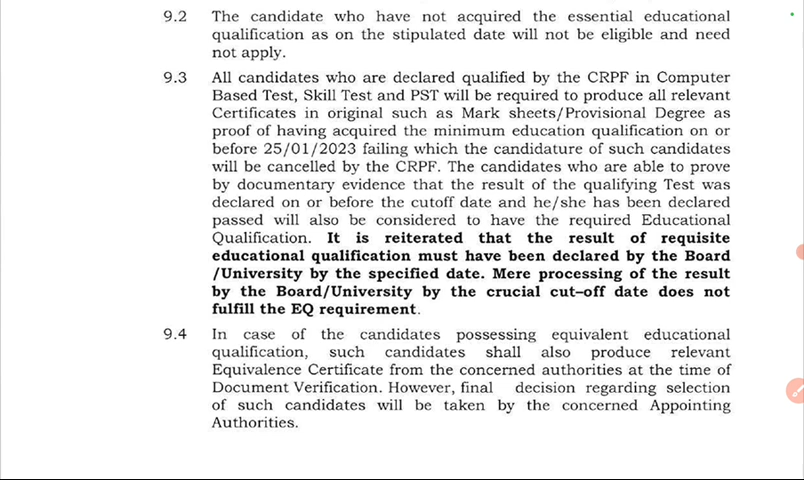 9.2 The candidate who have not acquired the essential educational
qualification as on the stipulated date will not be eligible and need
not apply.
9.3 All candidates who are declared qualified by the CRPF in Computer
Based Test, Skill Test and PST will be required to produce all relevant
Certificates in original such as Mark sheets/Provisional Degree as
proof of having acquired the minimum education qualification on or
before 25/01/2023 failing which the candidature of such candidates
will be cancelled by the CRPF. The candidates who are able to prove
by documentary evidence that the result of the qualifying Test was
declared on or before the cutoff date and he/she has been declared
passed will also be considered to have the required Educational
Qualification. It is reiterated that the result of requisite
educational qualification must have been declared by the Board
/University by the specified date. Mere processing of the result
by the Board/University by the crucial cut-off date does not
fulfill the EQ requirement.
9.4 In case of the candidates possessing equivalent educational
qualification, such candidates shall also produce relevant
Equivalence Certificate from the concerned authorities at the time of
Document Verification. However, final decision regarding selection
of such candidates will be taken by the concerned Appointing
Authorities.